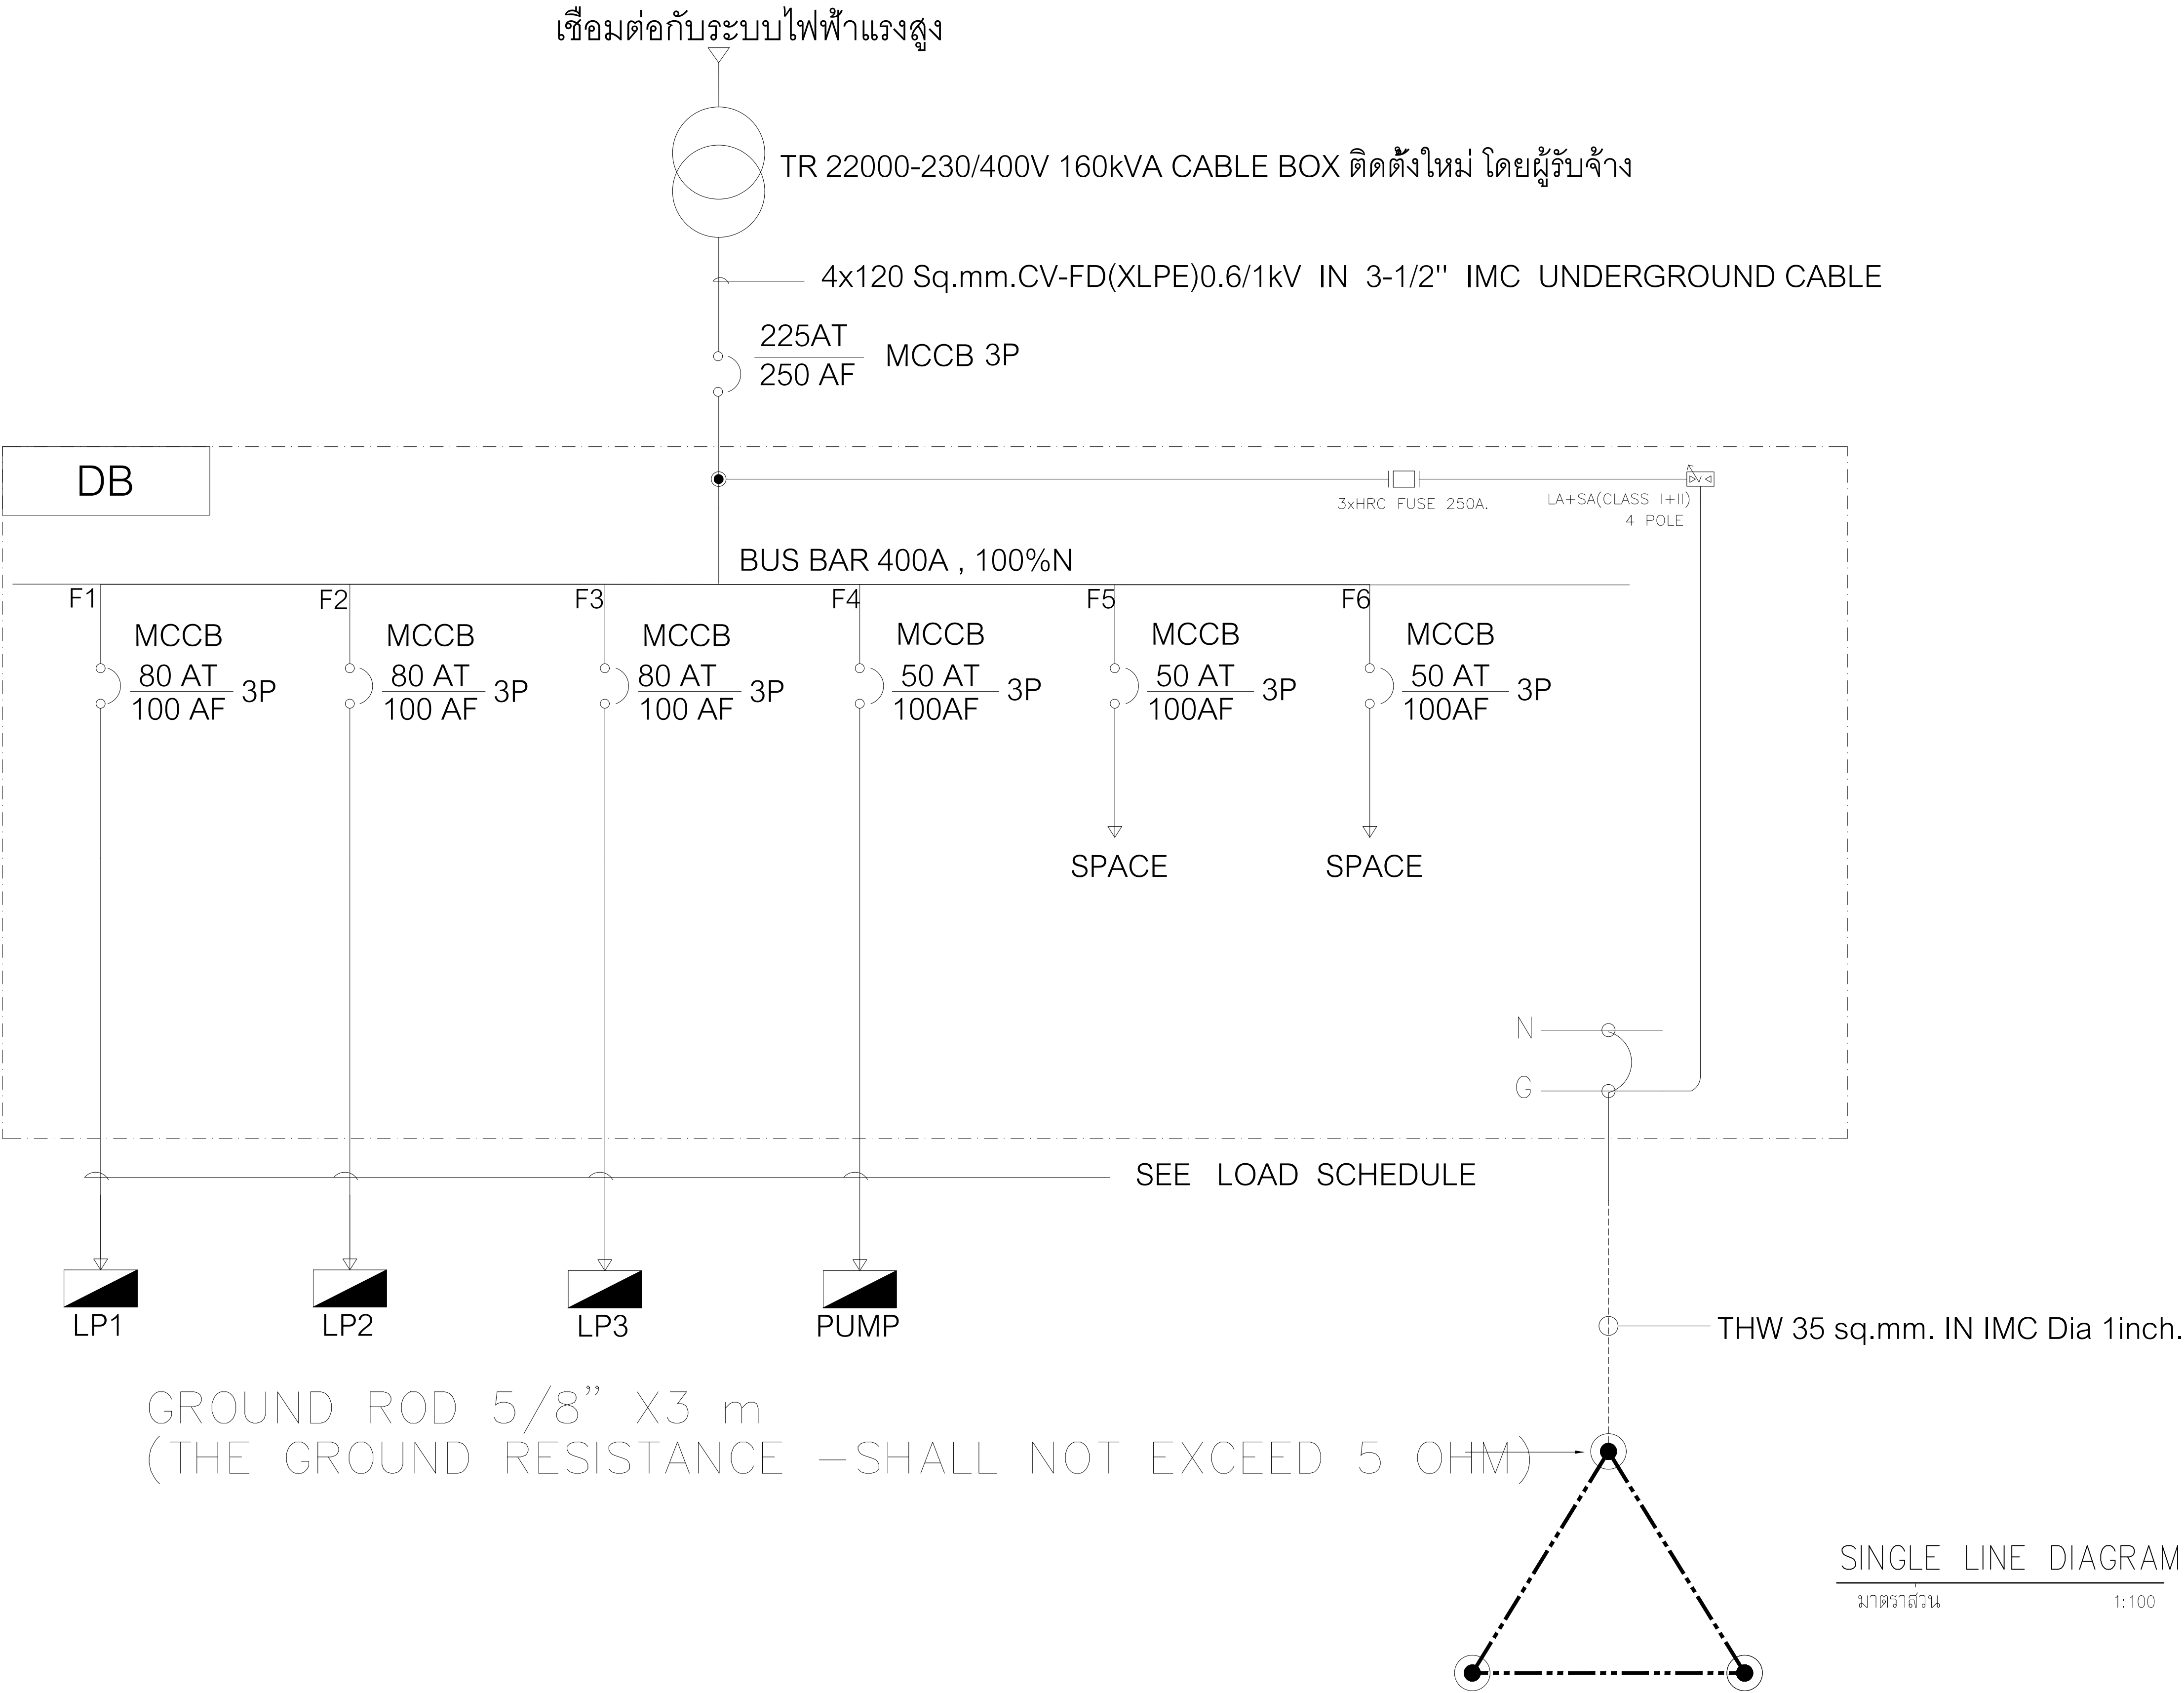 เชื่อมต่อกับระบบไฟฟ้าแรงสูง
TR 22000-230/400V 160kVA CABLE BOX ติดตั้งใหม่ โดยผู้รับจ้าง
4x120 Sq.mm.CV-FD(XLPE)0.6/1kV IN 3-1/2'' IMC UNDERGROUND CABLE
225AT
250 AF
MCCB 3P
DB
3xHRC FUSE 250A.
LA+SA(CLASS I+II)
4 POLE
BUS BAR 400A , 100%N
F1
F2
F3
F4
F5
F6
MCCB
80 AT
100 AF
3P
MCCB
80 AT
100 AF
3P
MCCB
80 AT
100 AF
3P
MCCB
50 AT
100AF
3P
MCCB
50 AT
100AF
3P
MCCB
50 AT
100AF
3P
SPACE
SPACE
N
G
SEE LOAD SCHEDULE
LP1
LP2
LP3
PUMP
THW 35 sq.mm. IN IMC Dia 1inch.
GROUND ROD 5/8” X3 m
(THE GROUND RESISTANCE -SHALL NOT EXCEED 5 OHM)
SINGLE LINE DIAGRAM
มาตราส่วน 1:100